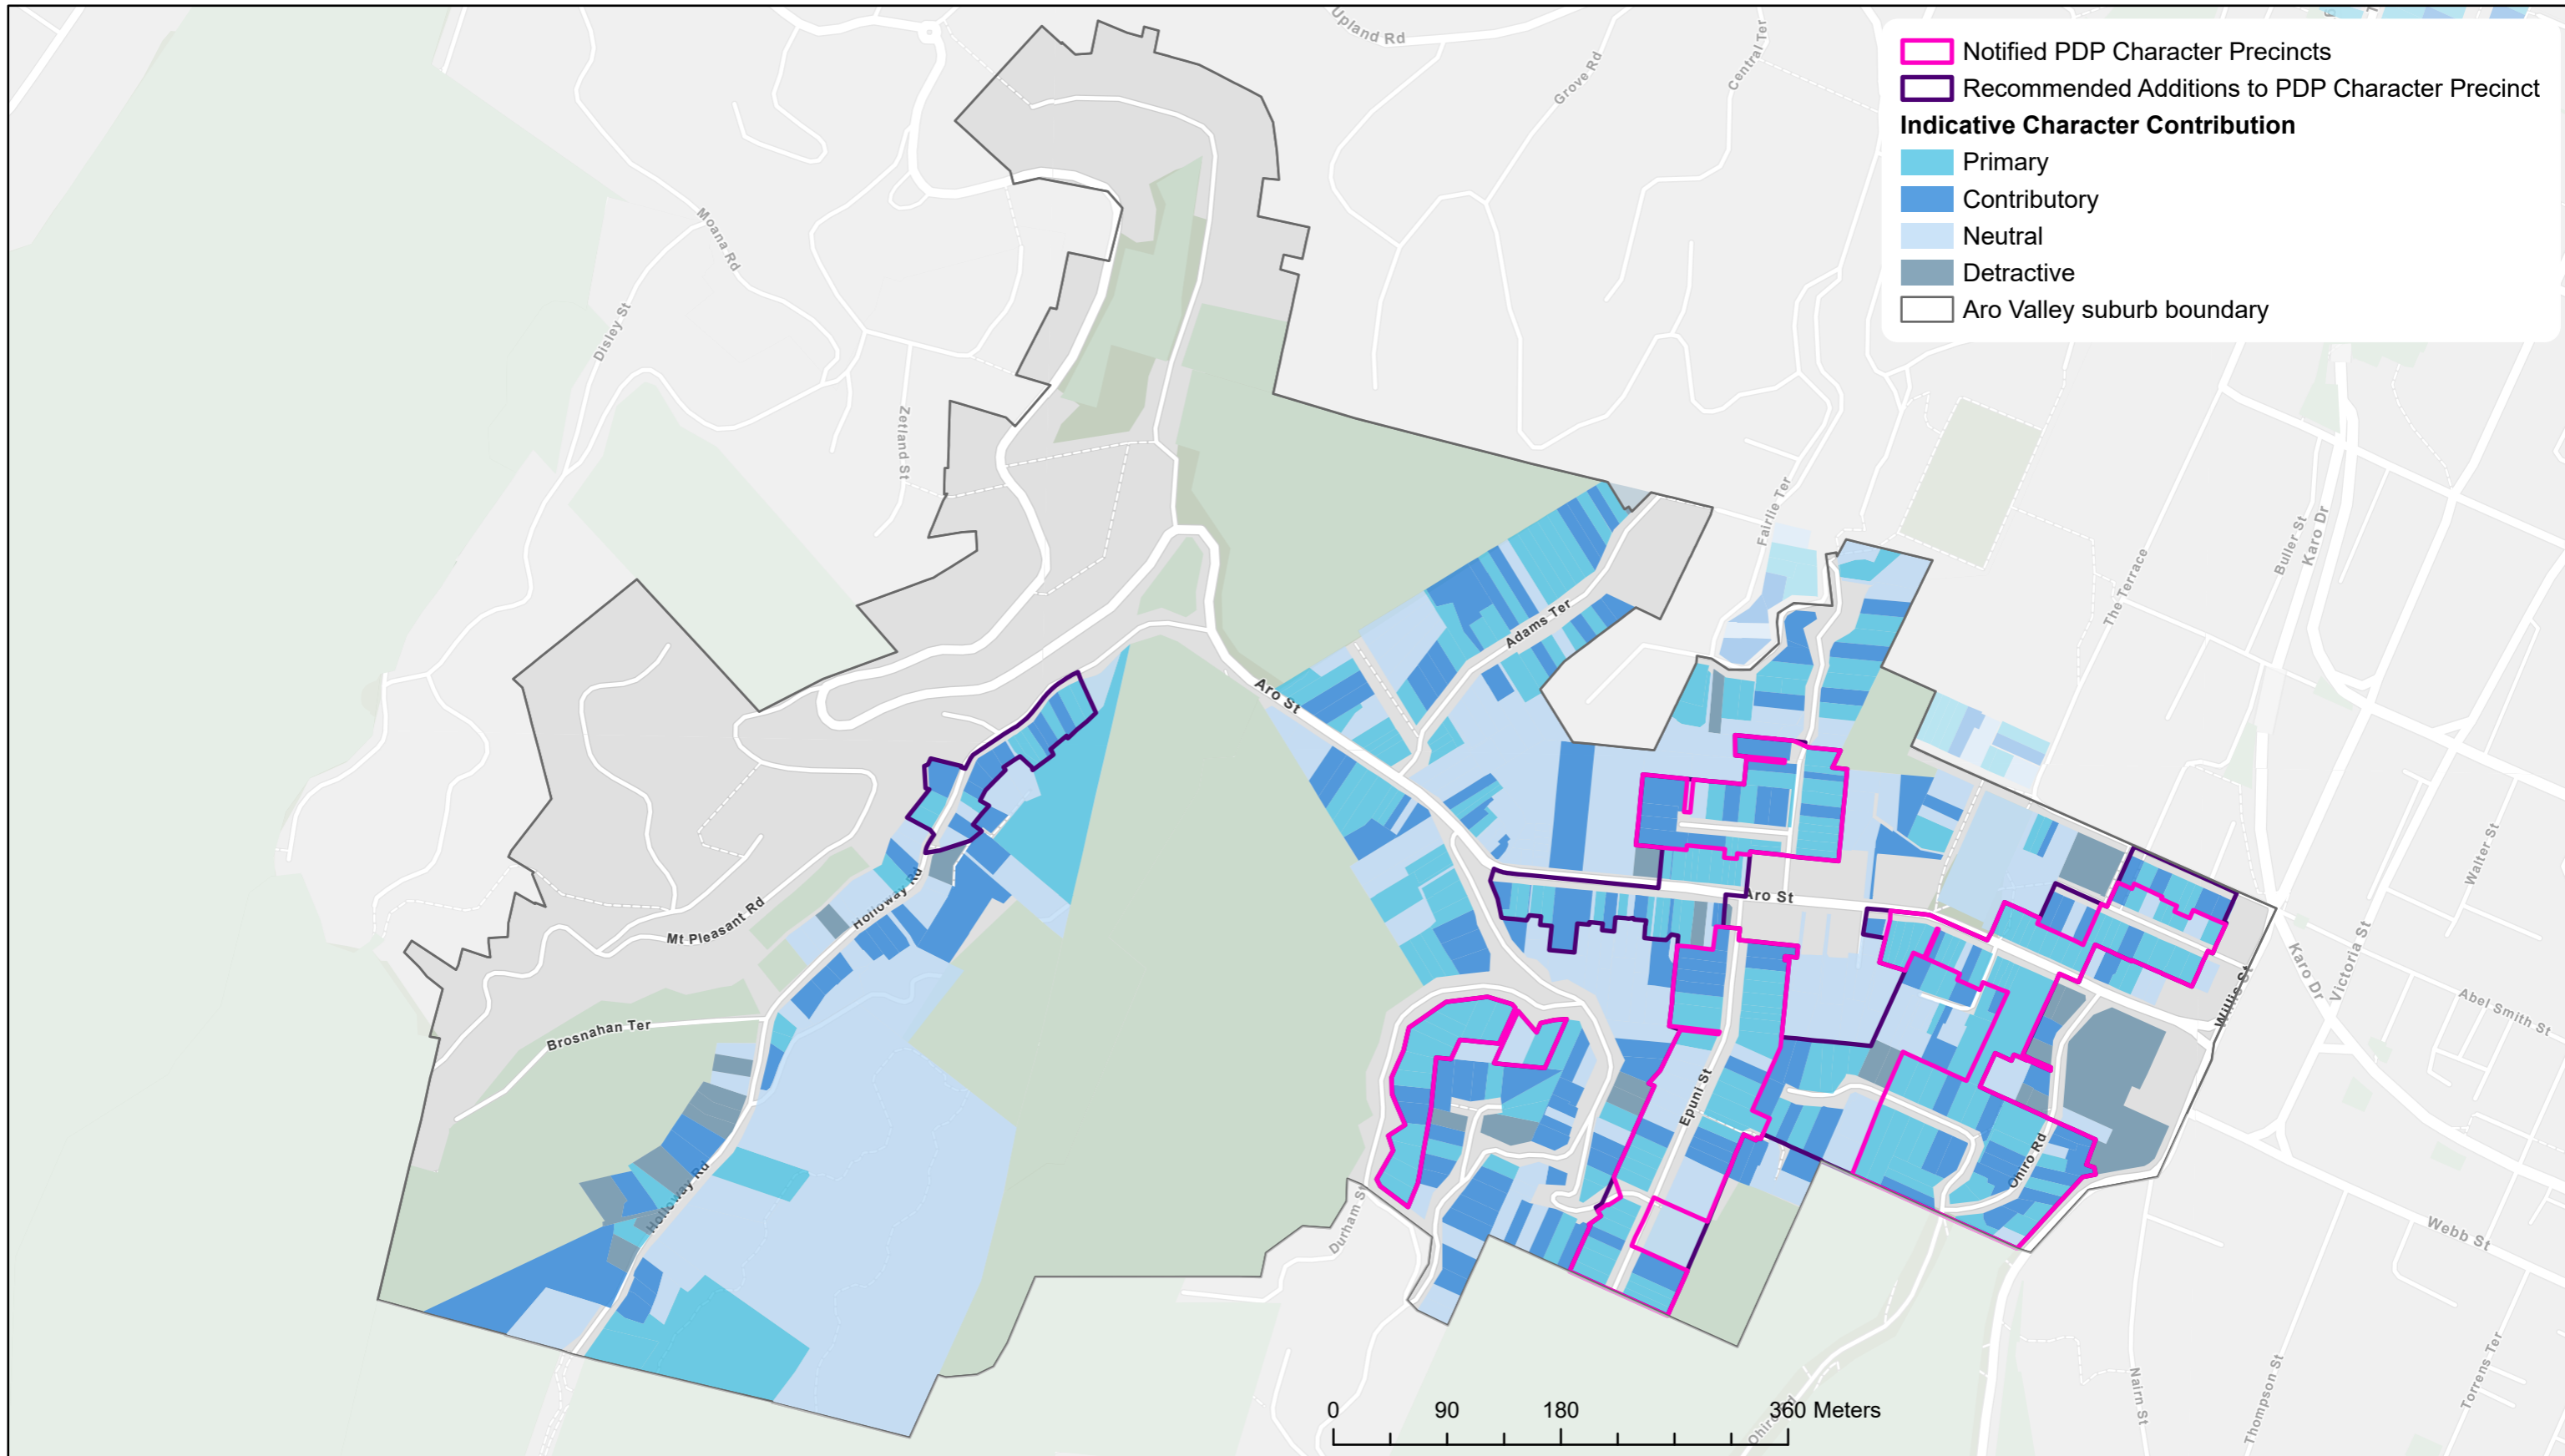 Notified PDP Character Precincts
Recommended Additions to PDP Character Precinct
Indicative Character Contribution
Primary
Contributory
Neutral
Detractive
Aro Valley suburb boundary
Upland Rd
Grove Rd
Central Ter
Moana Rd
Disley St
Zetland St
Fairlie Ter
Buller St
Karo Dr
The Terrace
Adams Ter
Aro St
Walter St
Aro St
Holloway Rd
Mt Pleasant Rd
Willis St
Karo Dr
Victoria St
Abel Smith St
Brosnahan Ter
Epuni St
Ohiro Rd
Holloway Rd
Durham St
Webb St
Nairn St
Thompson St
Torrens Ter
Ohiro Rd
0 90 180 360 Meters